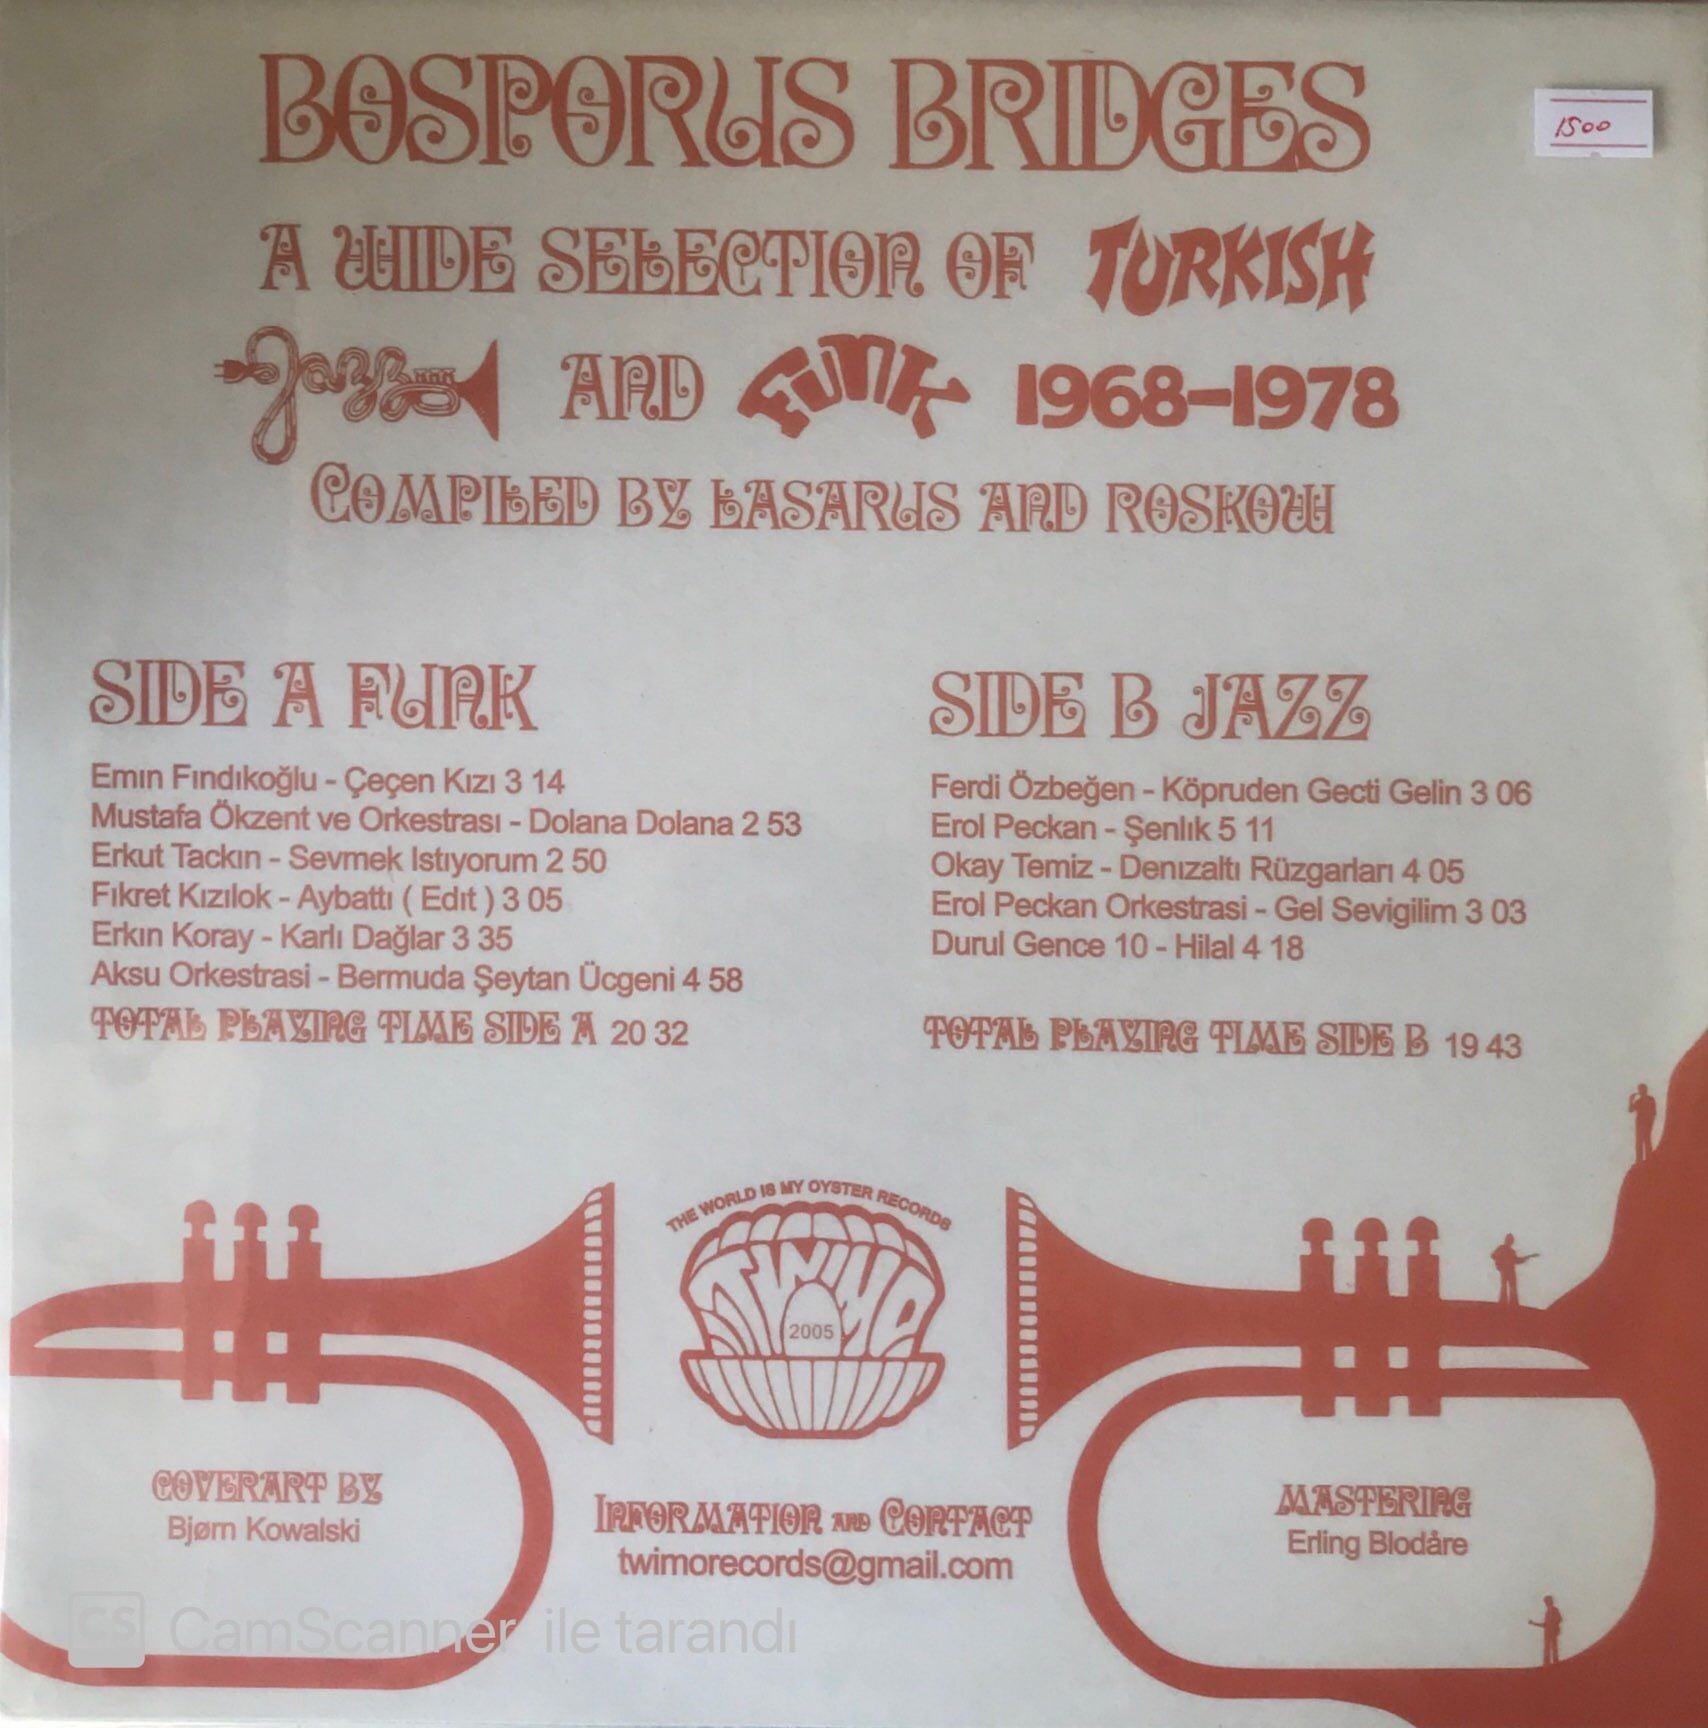 BOSPORUS BRIDGES
1500
A WIDE SELECTION OF TURKISH
Jazz AND FUNK 1968-1978
COMPILED BY LASARUS AND ROSKOW
SIDE A FUNK
Emın Fındıkoğlu - Çeçen Kızı 3 14
Mustafa Ökzent ve Orkestrası - Dolana Dolana 2 53
Erkut Tackın - Sevmek Istıyorum 2 50
Fıkret Kızılok - Aybattı ( Edıt ) 3 05
Erkın Koray - Karlı Dağlar 3 35
Aksu Orkestrasi - Bermuda Şeytan Ücgeni 4 58
TOTAL PLAYING TIME SIDE A 20 32
SIDE B JAZZ
Ferdi Özbeğen - Köpruden Gecti Gelin 3 06
Erol Peckan - Şenlık 5 11
Okay Temiz - Denızaltı Rüzgarları 4 05
Erol Peckan Orkestrasi - Gel Sevigilim 3 03
Durul Gence 10 - Hilal 4 18
TOTAL PLAYING TIME SIDE B 19 43
THE WORLD IS MY OYSTER RECORDS
TWIMO
2005
COVERART BY
Bjørn Kowalski
INFORMATION AND CONTACT
twimorecords@gmail.com
MASTERING
Erling Blodåre
CS CamScanner ile tarandı